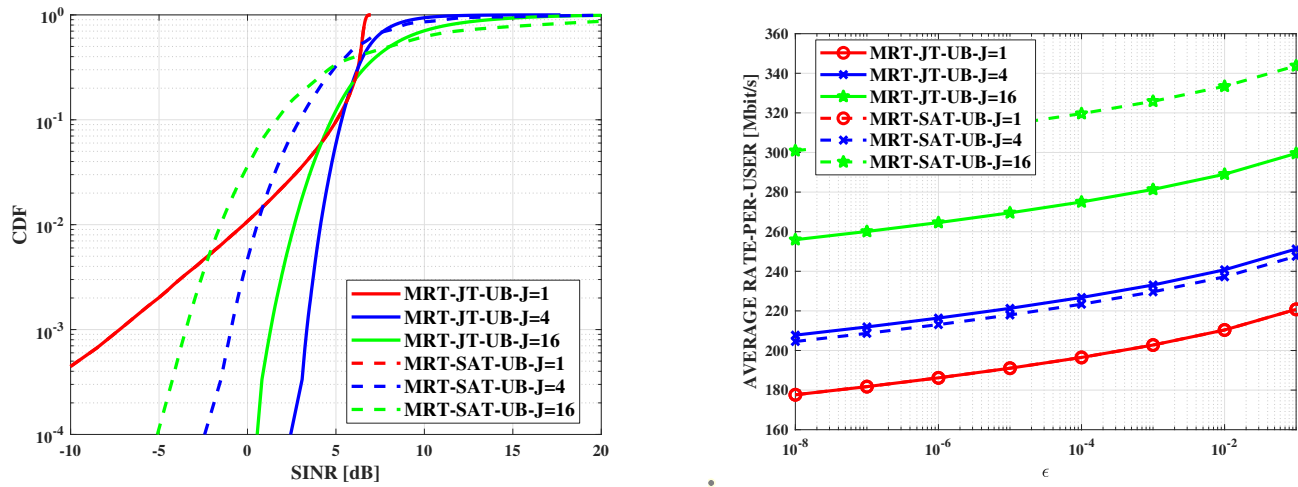 CDF
10^0
10^-1
10^-2
10^-3
10^-4
-10 -5 0 5 10 15 20
SINR [dB]
MRT-JT-UB-J=1
MRT-JT-UB-J=4
MRT-JT-UB-J=16
MRT-SAT-UB-J=1
MRT-SAT-UB-J=4
MRT-SAT-UB-J=16
AVERAGE RATE-PER-USER [Mbit/s]
360
340
320
300
280
260
240
220
200
180
160
10^-8 10^-6 10^-4 10^-2
ϵ
MRT-JT-UB-J=1
MRT-JT-UB-J=4
MRT-JT-UB-J=16
MRT-SAT-UB-J=1
MRT-SAT-UB-J=4
MRT-SAT-UB-J=16